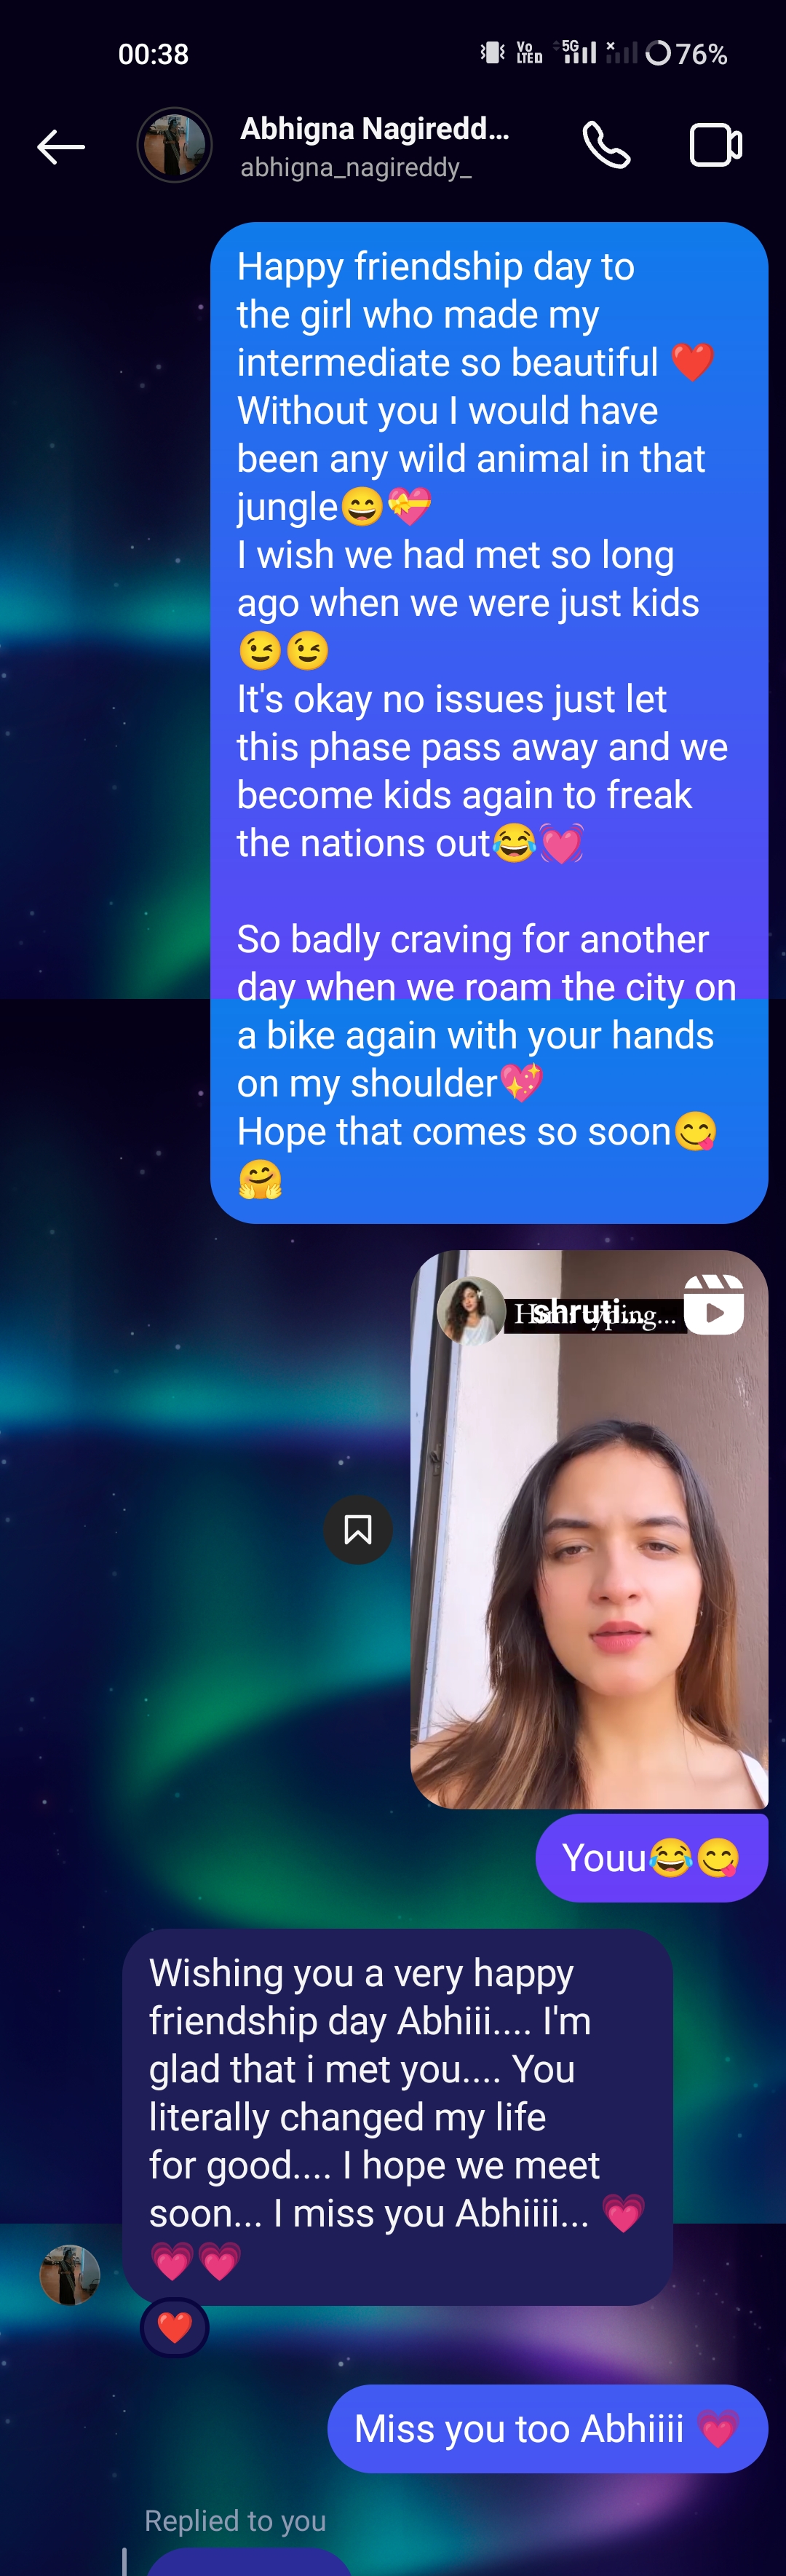 00:38
Vo
LTE D
5G
76%
Abhigna Nagiredd...
abhigna_nagireddy_
Happy friendship day to
the girl who made my
intermediate so beautiful ❤️
Without you I would have
been any wild animal in that
jungle😄💝
I wish we had met so long
ago when we were just kids
😉😉
It's okay no issues just let
this phase pass away and we
become kids again to freak
the nations out😂💓
So badly craving for another
day when we roam the city on
a bike again with your hands
on my shoulder💖
Hope that comes so soon😋
🤗
shruti...
Youu😂😋
Wishing you a very happy
friendship day Abhiii.... I'm
glad that i met you.... You
literally changed my life
for good.... I hope we meet
soon... I miss you Abhiiii... 💗
💗💗
❤️
Miss you too Abhiiii 💗
Replied to you